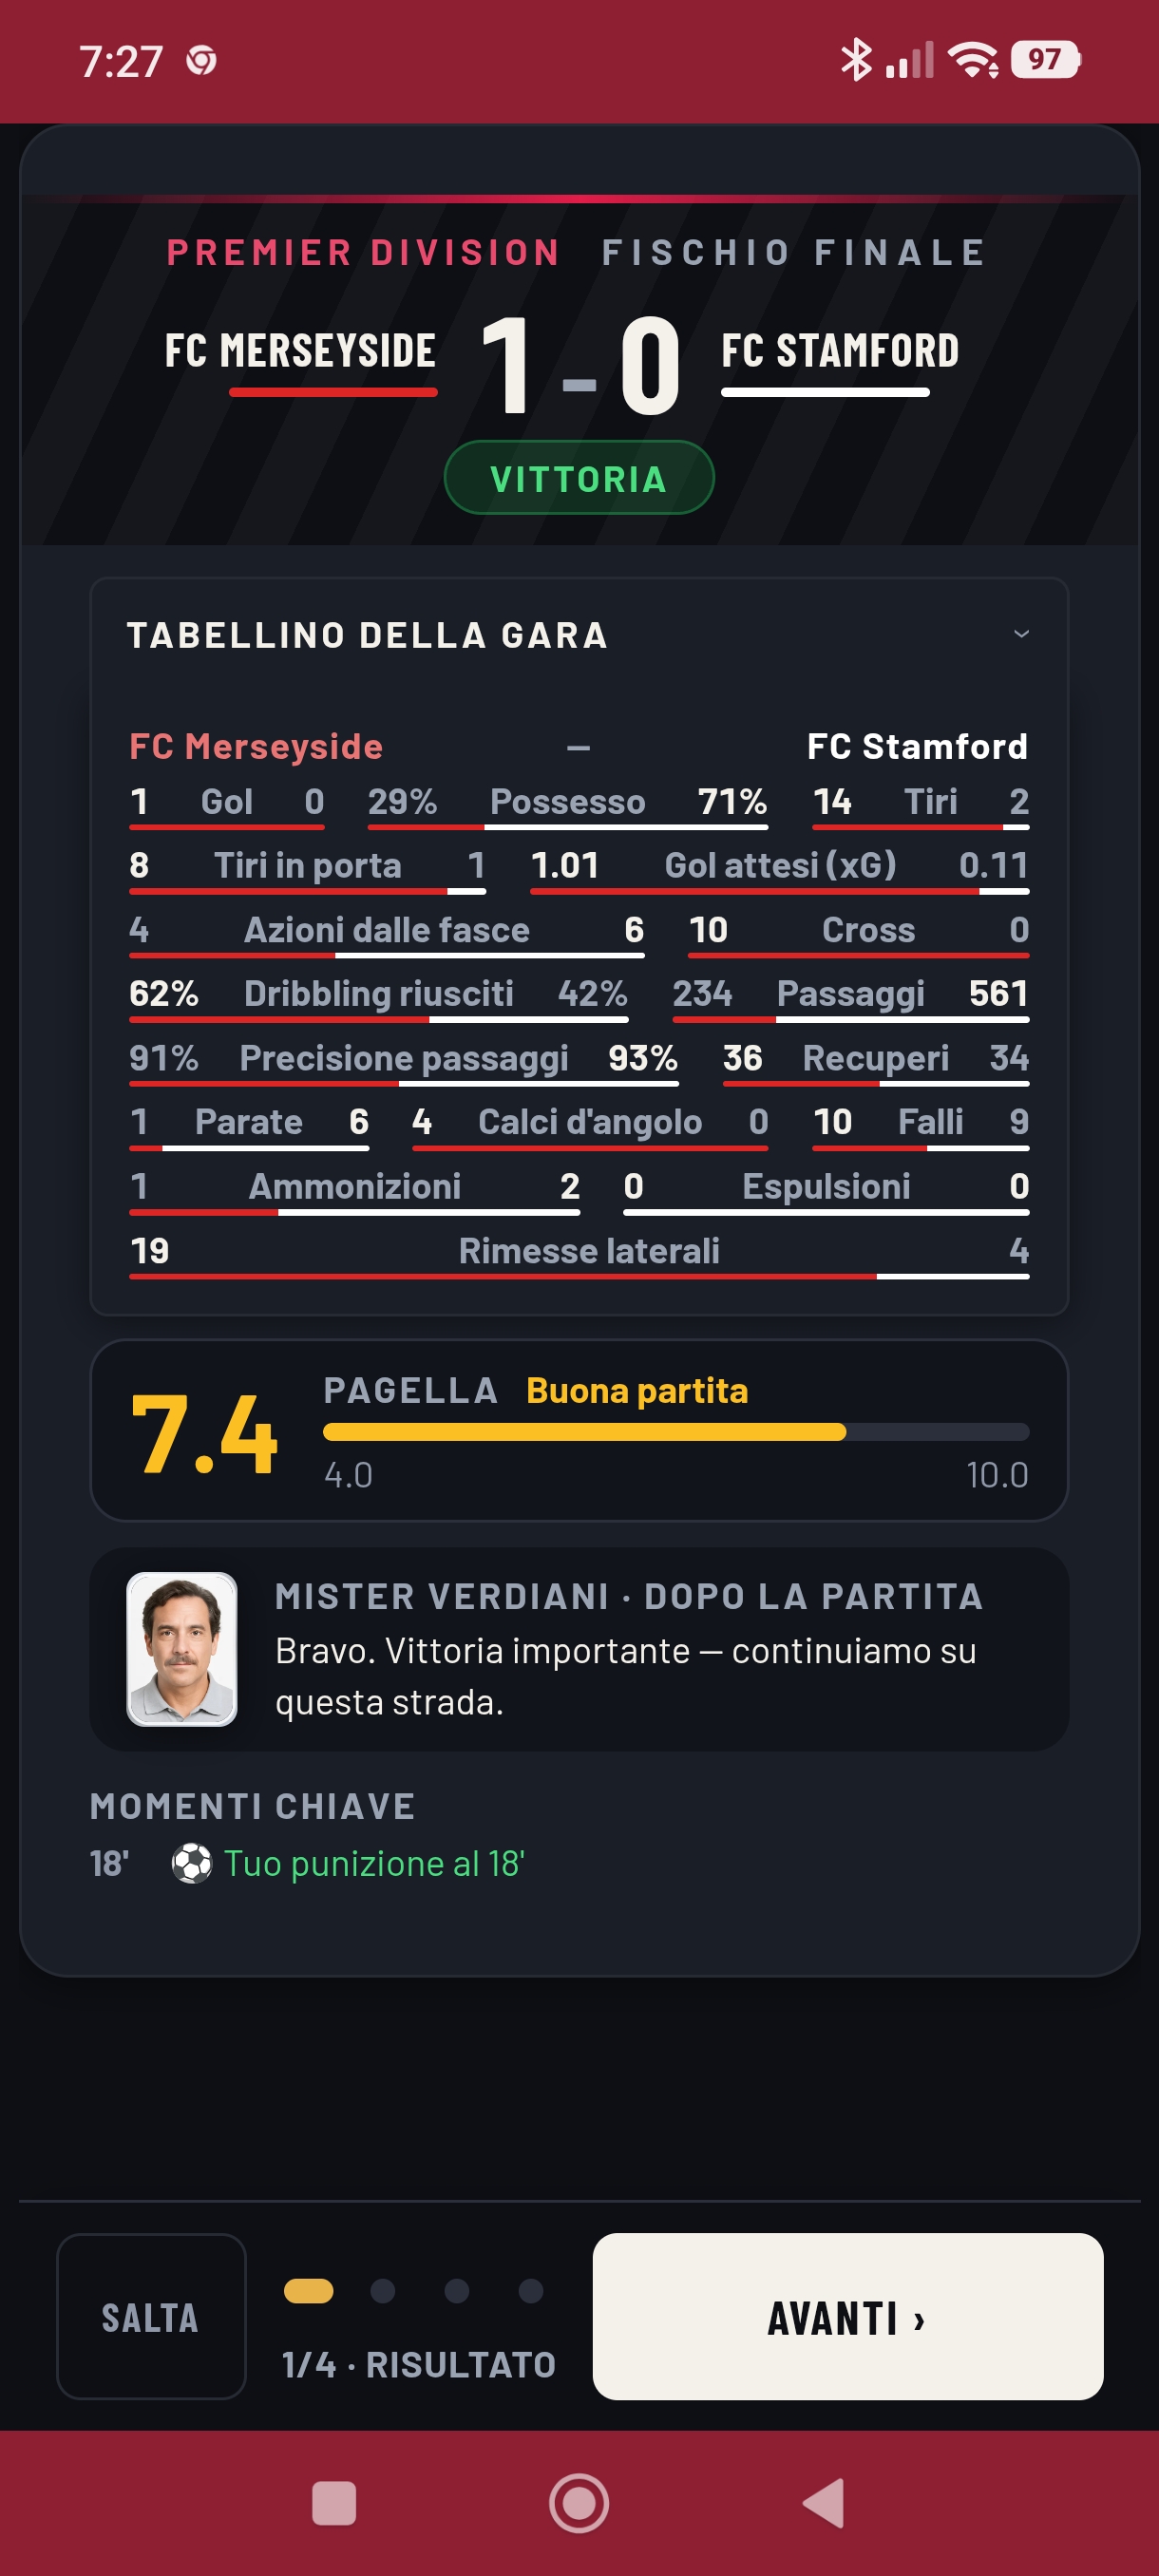 7:27 97
PREMIER DIVISION FISCHIO FINALE
FC MERSEYSIDE 1 - 0 FC STAMFORD
VITTORIA
TABELLINO DELLA GARA
FC Merseyside — FC Stamford
1 Gol 0 29% Possesso 71% 14 Tiri 2
8 Tiri in porta 1 1.01 Gol attesi (xG) 0.11
4 Azioni dalle fasce 6 10 Cross 0
62% Dribbling riusciti 42% 234 Passaggi 561
91% Precisione passaggi 93% 36 Recuperi 34
1 Parate 6 4 Calci d'angolo 0 10 Falli 9
1 Ammonizioni 2 0 Espulsioni 0
19 Rimesse laterali 4
7.4 PAGELLA Buona partita
4.0 10.0
MISTER VERDIANI · DOPO LA PARTITA
Bravo. Vittoria importante — continuiamo su
questa strada.
MOMENTI CHIAVE
18' ⚽ Tuo punizione al 18'
SALTA
1/4 · RISULTATO
AVANTI ›